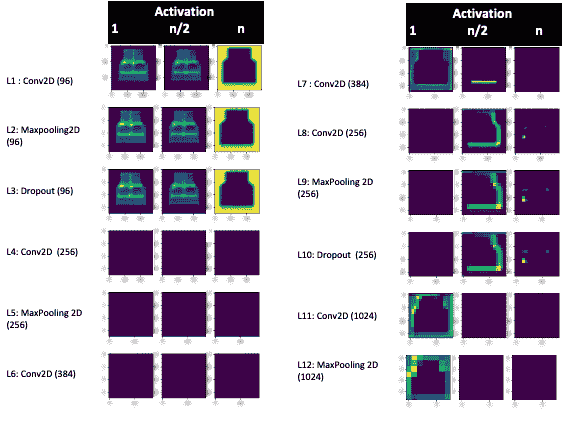 Activation
1 n/2 n
L1 : Conv2D (96)
L2: Maxpooling2D
(96)
L3: Dropout (96)
L4: Conv2D (256)
L5: MaxPooling 2D
(256)
L6: Conv2D (384)
Activation
1 n/2 n
L7 : Conv2D (384)
L8: Conv2D (256)
L9: MaxPooling 2D
(256)
L10: Dropout (256)
L11: Conv2D (1024)
L12: MaxPooling 2D
(1024)